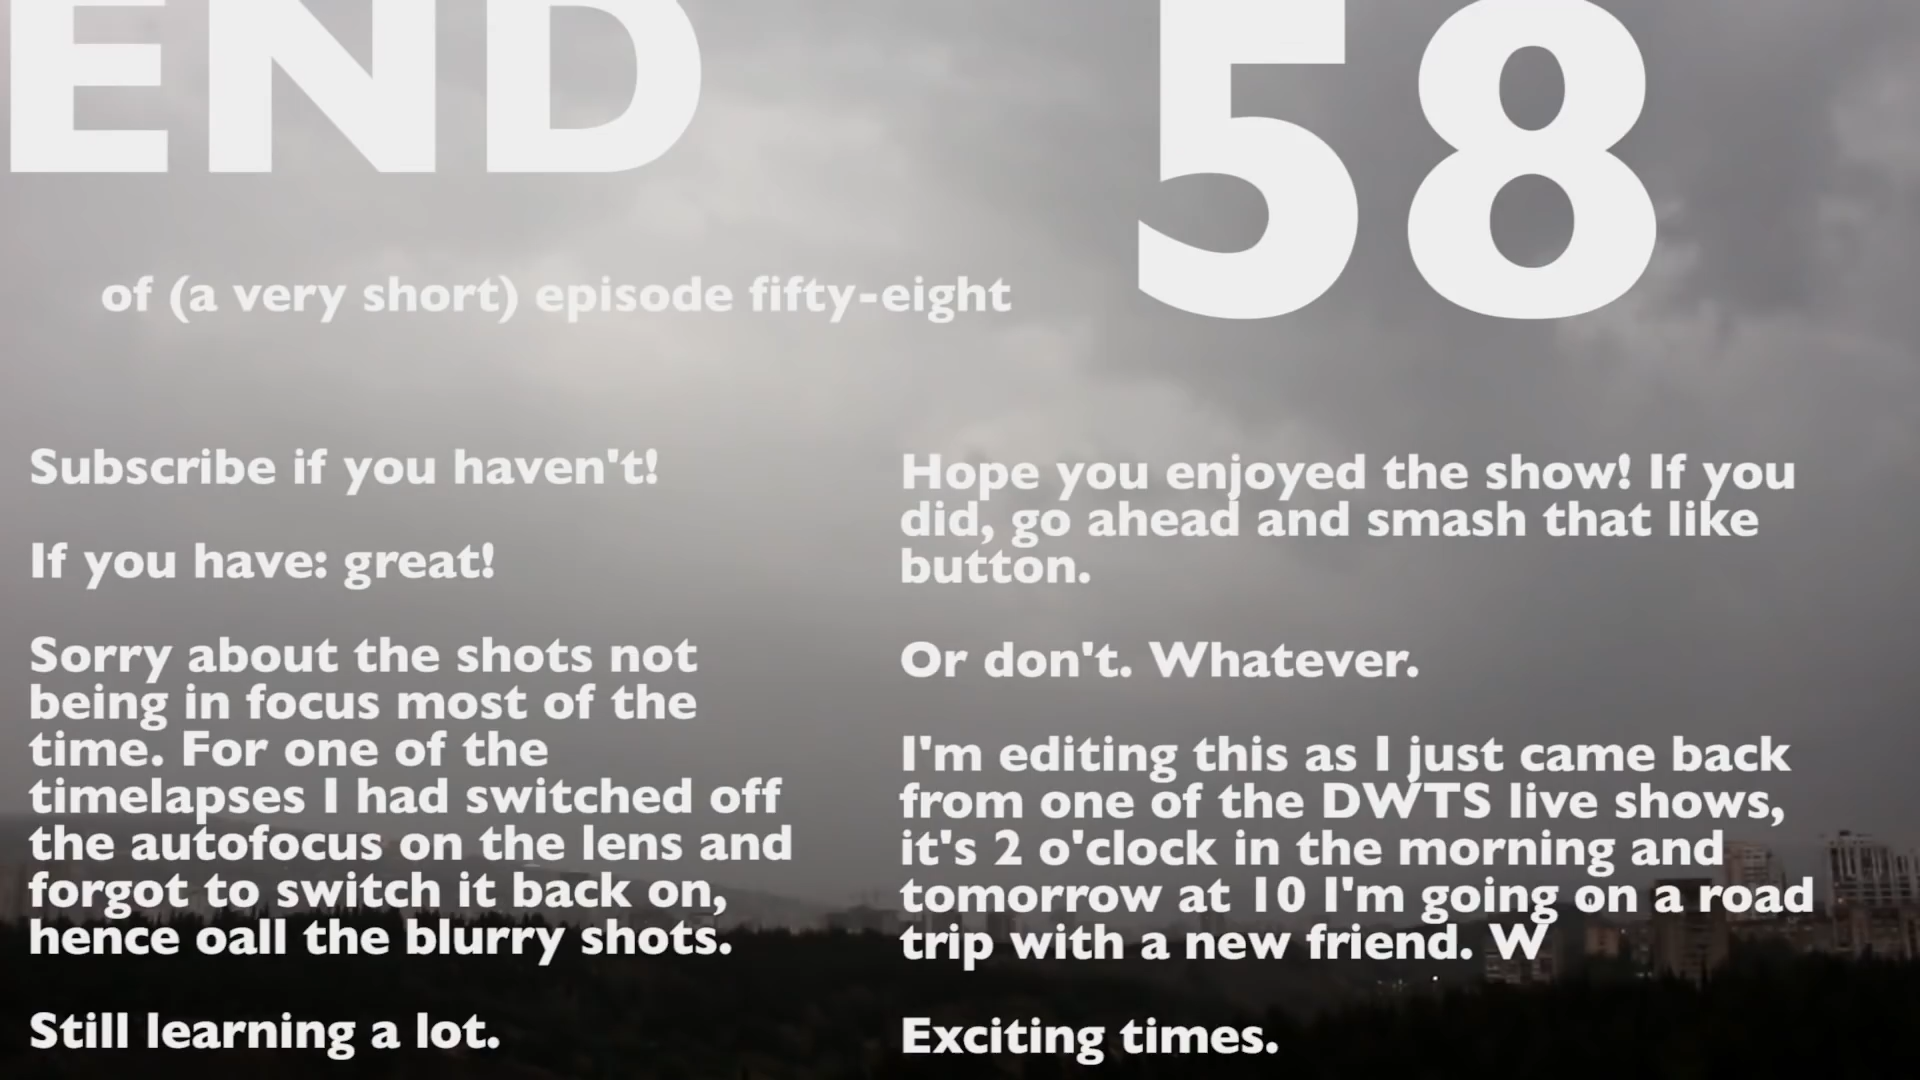 END
58
of (a very short) episode fifty-eight
Subscribe if you haven't!
If you have: great!
Sorry about the shots not
being in focus most of the
time. For one of the
timelapses I had switched off
the autofocus on the lens and
forgot to switch it back on,
hence oall the blurry shots.
Still learning a lot.
Hope you enjoyed the show! If you
did, go ahead and smash that like
button.
Or don't. Whatever.
I'm editing this as I just came back
from one of the DWTS live shows,
it's 2 o'clock in the morning and
tomorrow at 10 I'm going on a road
trip with a new friend. W
Exciting times.